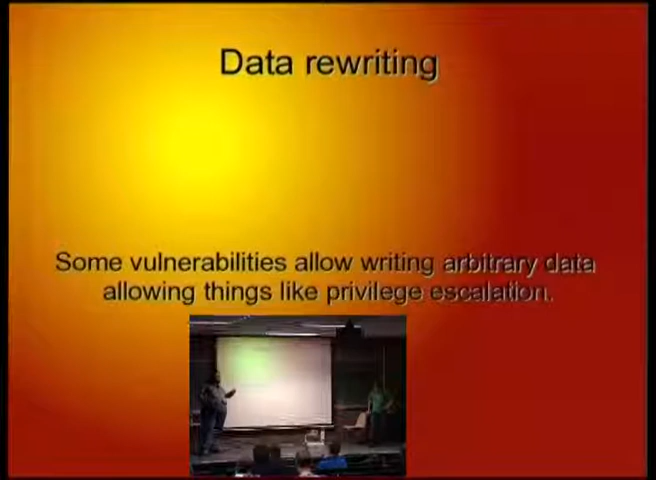 Data rewriting
Some vulnerabilities allow writing arbitrary data
allowing things like privilege escalation.